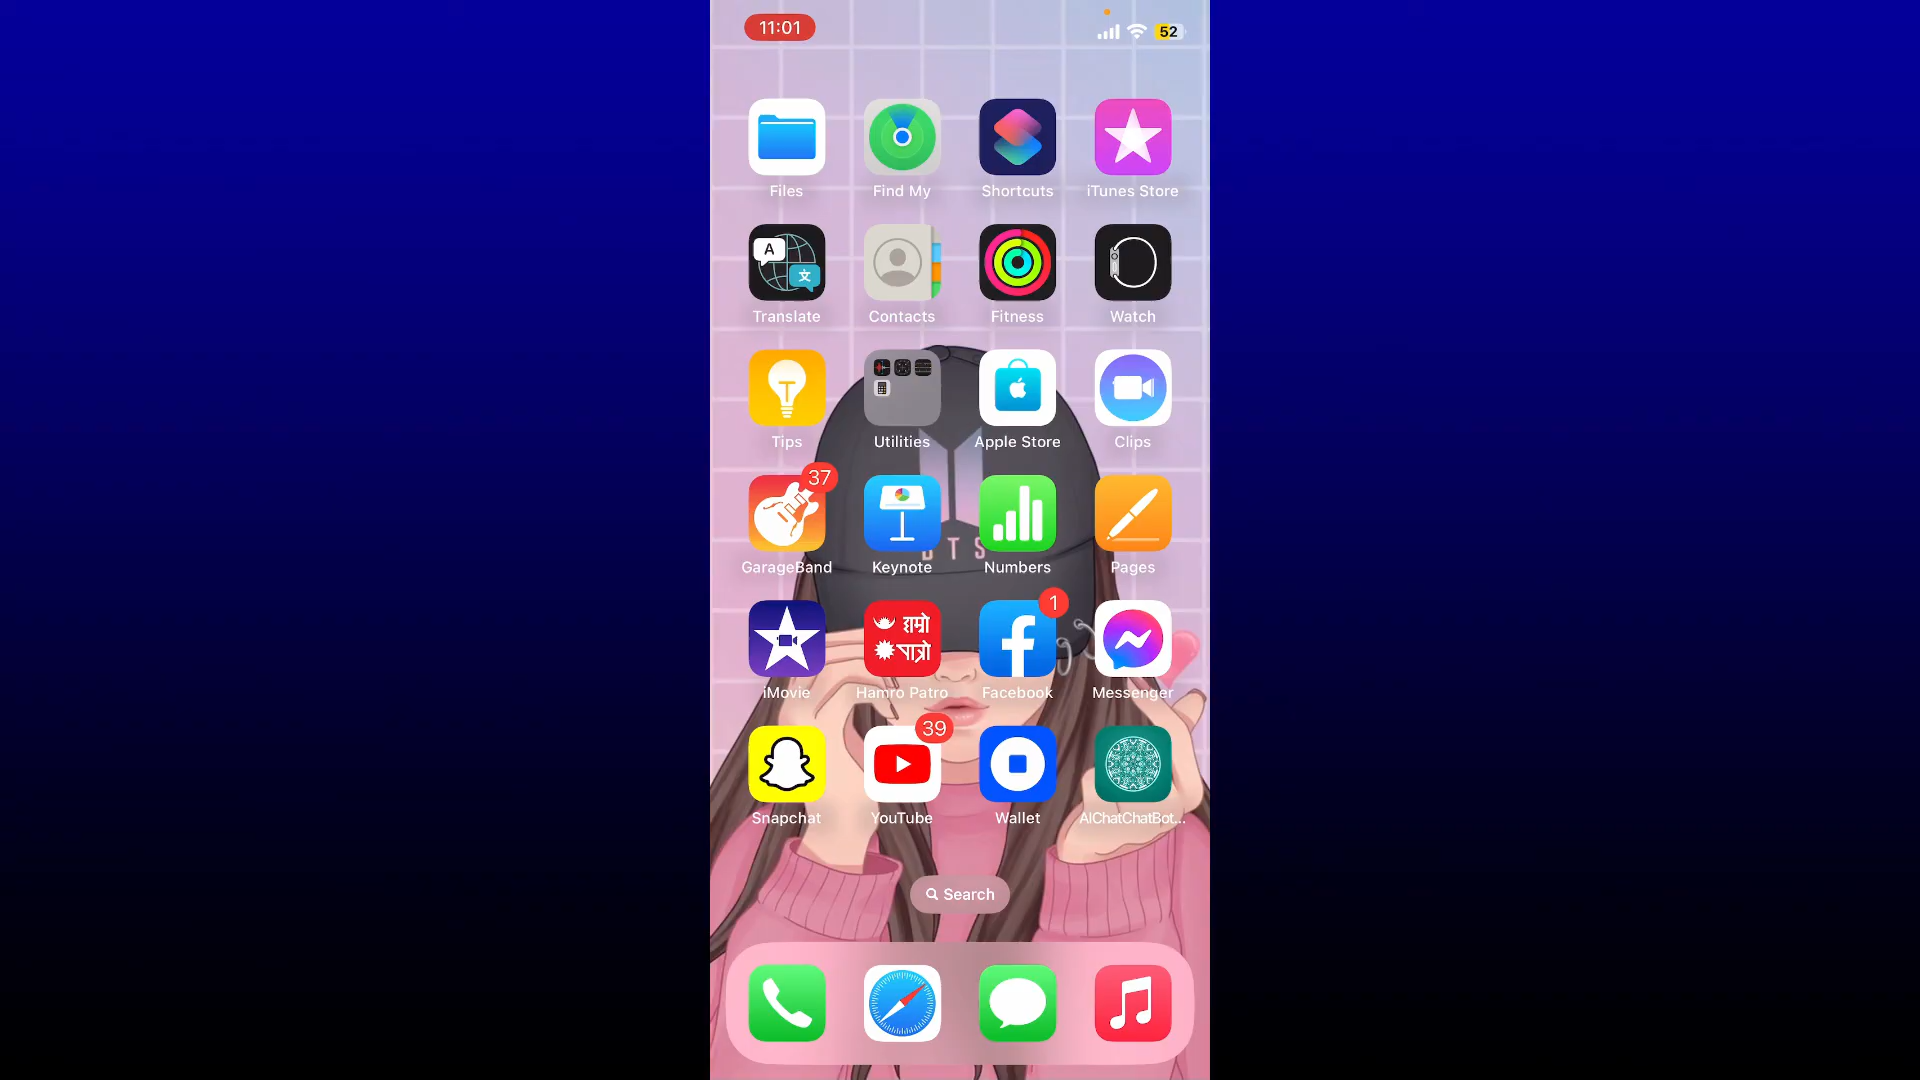 11:01
52
Files Find My Shortcuts iTunes Store
A 文
Translate Contacts Fitness Watch
Tips Utilities Apple Store Clips
37
BTS
GarageBand Keynote Numbers Pages
1
हाम्रो
पात्रो
iMovie Hamro Patro Facebook Messenger
39
Snapchat YouTube Wallet AIChatChatBot...
Search